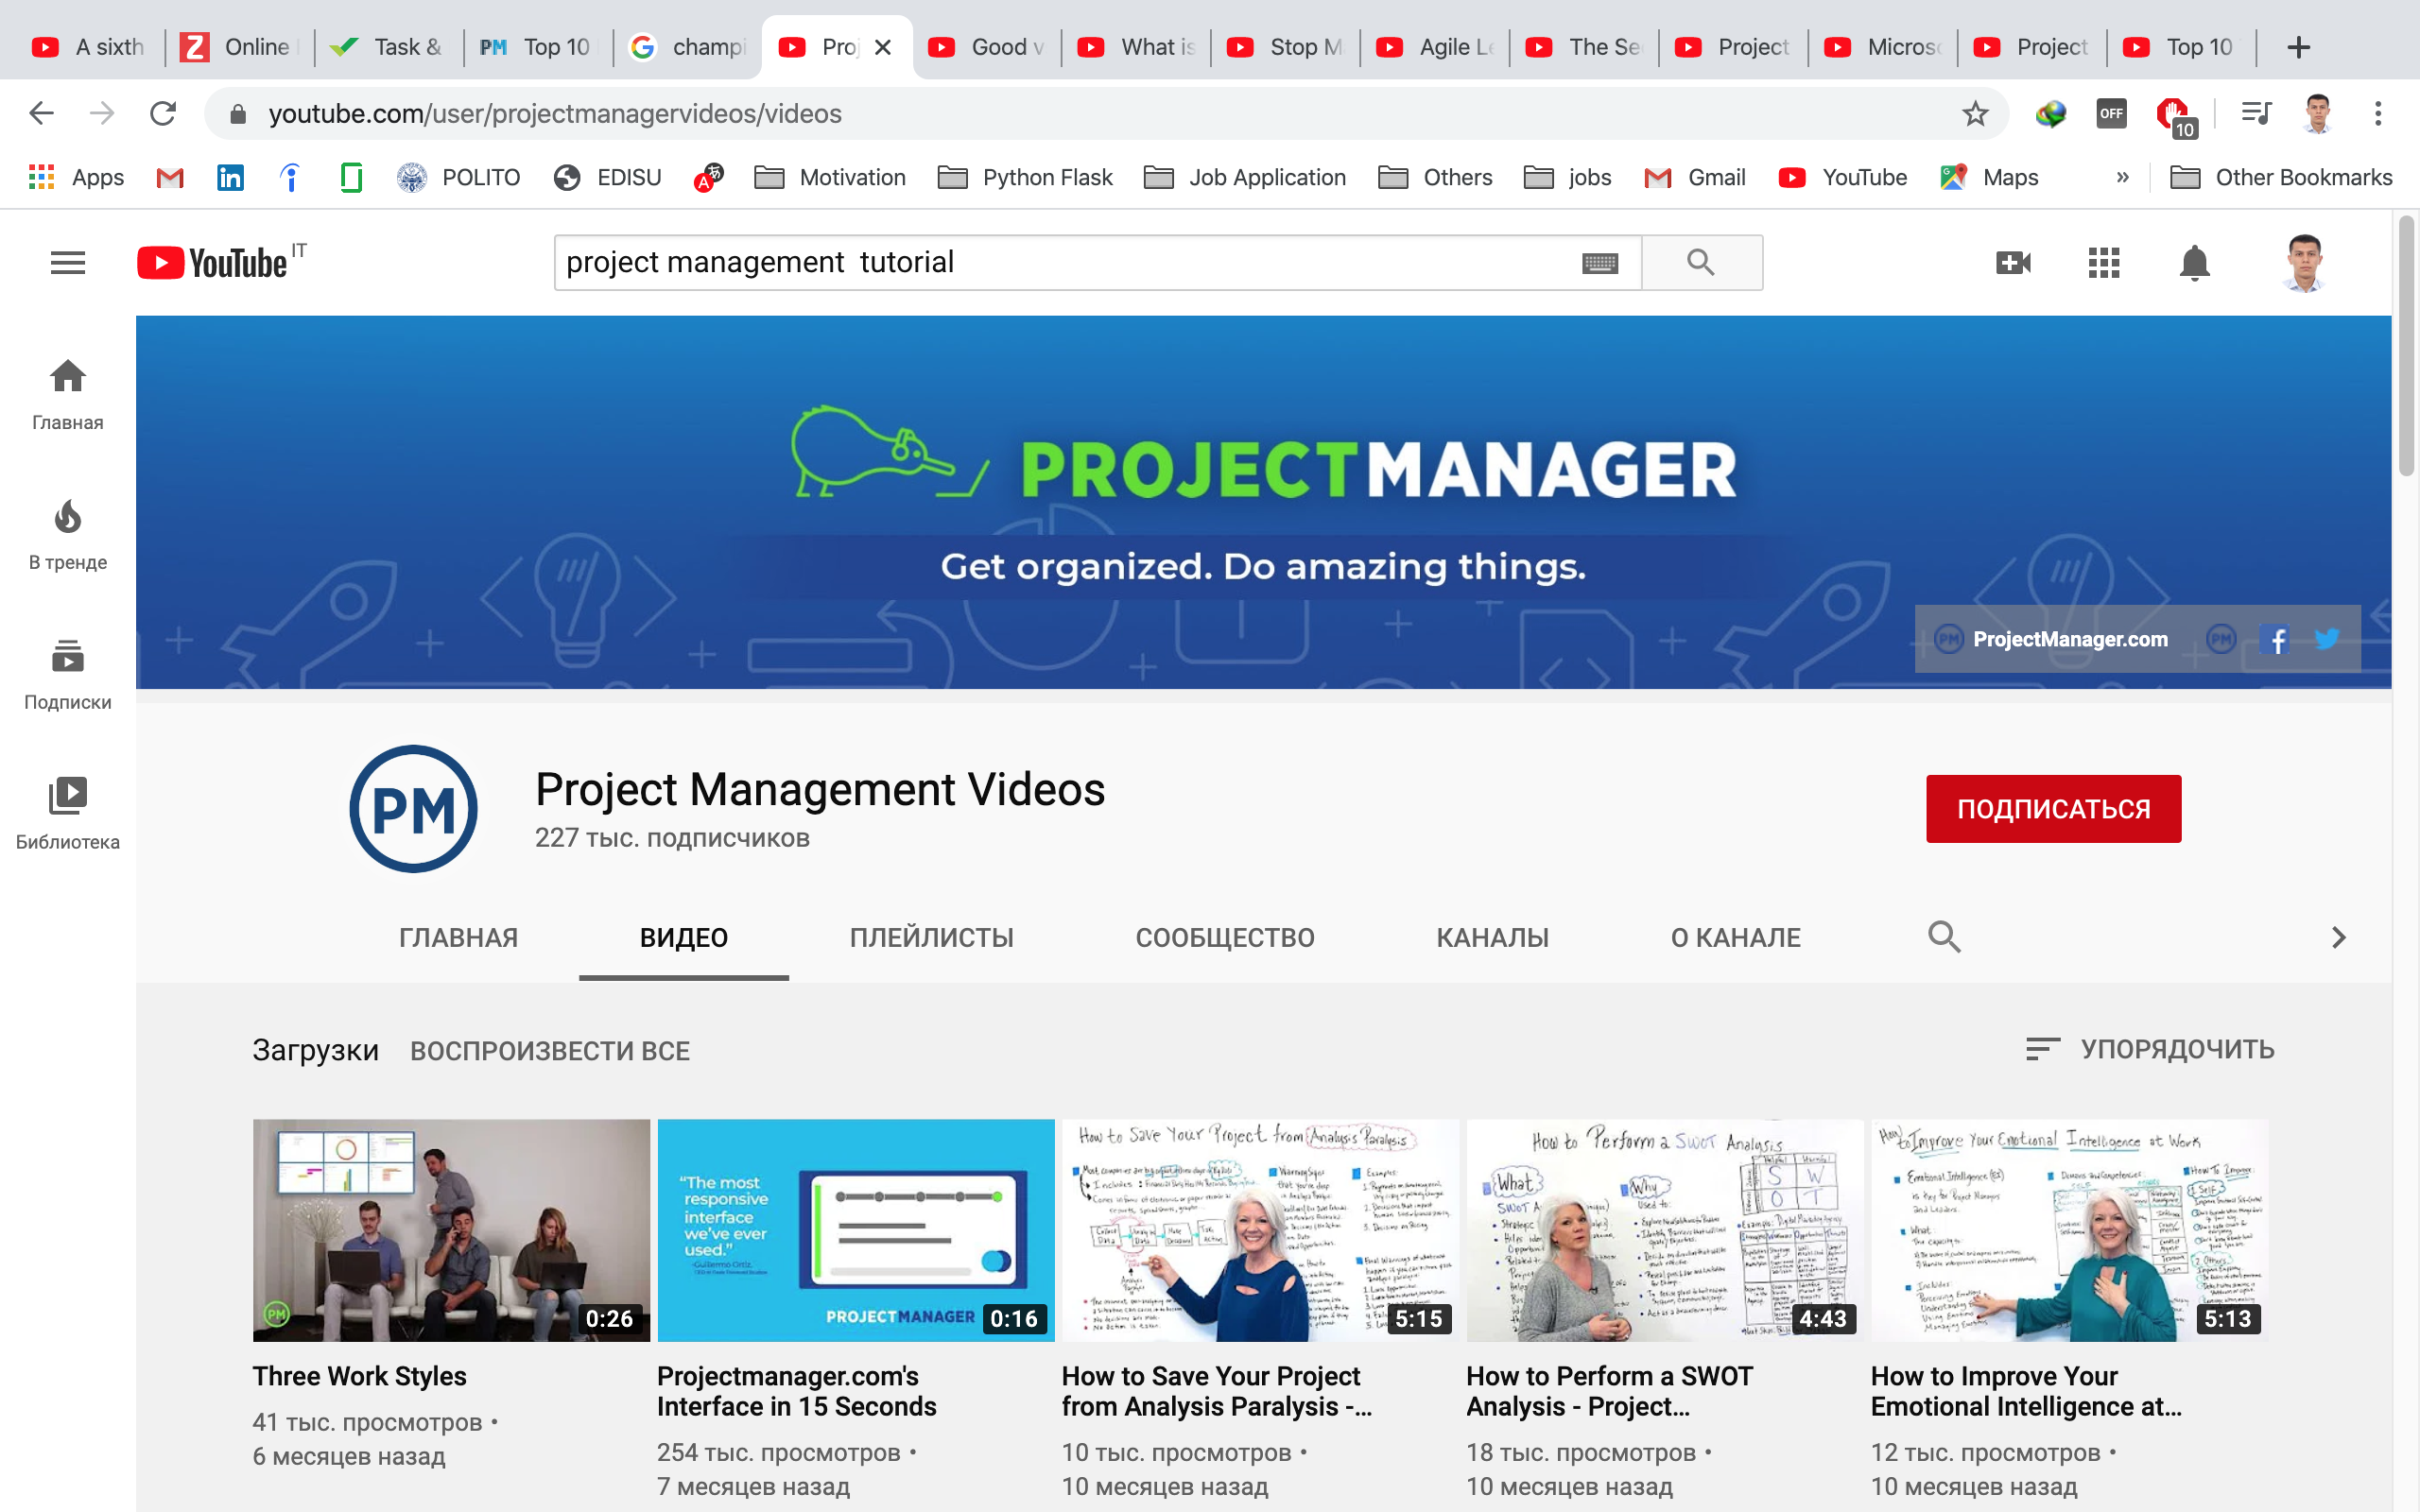 A sixth
Online
Task &
Top 10
champi
Proj
Good v
What is
Stop M
Agile Le
The Se
Project
Micros
Project
Top 10
youtube.com/user/projectmanagervideos/videos
OFF
10
Apps
POLITO
EDISU
Motivation
Python Flask
Job Application
Others
jobs
Gmail
YouTube
Maps
»
Other Bookmarks
YouTube IT
project management tutorial
Главная
В тренде
Подписки
Библиотека
PROJECTMANAGER
Get organized. Do amazing things.
ProjectManager.com
PM
Project Management Videos
227 тыс. подписчиков
ПОДПИСАТЬСЯ
ГЛАВНАЯ
ВИДЕО
ПЛЕЙЛИСТЫ
СООБЩЕСТВО
КАНАЛЫ
О КАНАЛЕ
Загрузки
ВОСПРОИЗВЕСТИ ВСЕ
УПОРЯДОЧИТЬ
PM
0:26
"The most
responsive
interface
we've ever
used."
PROJECTMANAGER
0:16
How to Save Your Project from Analysis Paralysis
5:15
How to Perform a SWOT Analysis
What
Why
S W
O T
4:43
How to Improve Your Emotional Intelligence at Work
5:13
Three Work Styles
41 тыс. просмотров •
6 месяцев назад
Projectmanager.com's
Interface in 15 Seconds
254 тыс. просмотров •
7 месяцев назад
How to Save Your Project
from Analysis Paralysis -...
10 тыс. просмотров •
10 месяцев назад
How to Perform a SWOT
Analysis - Project...
18 тыс. просмотров •
10 месяцев назад
How to Improve Your
Emotional Intelligence at...
12 тыс. просмотров •
10 месяцев назад